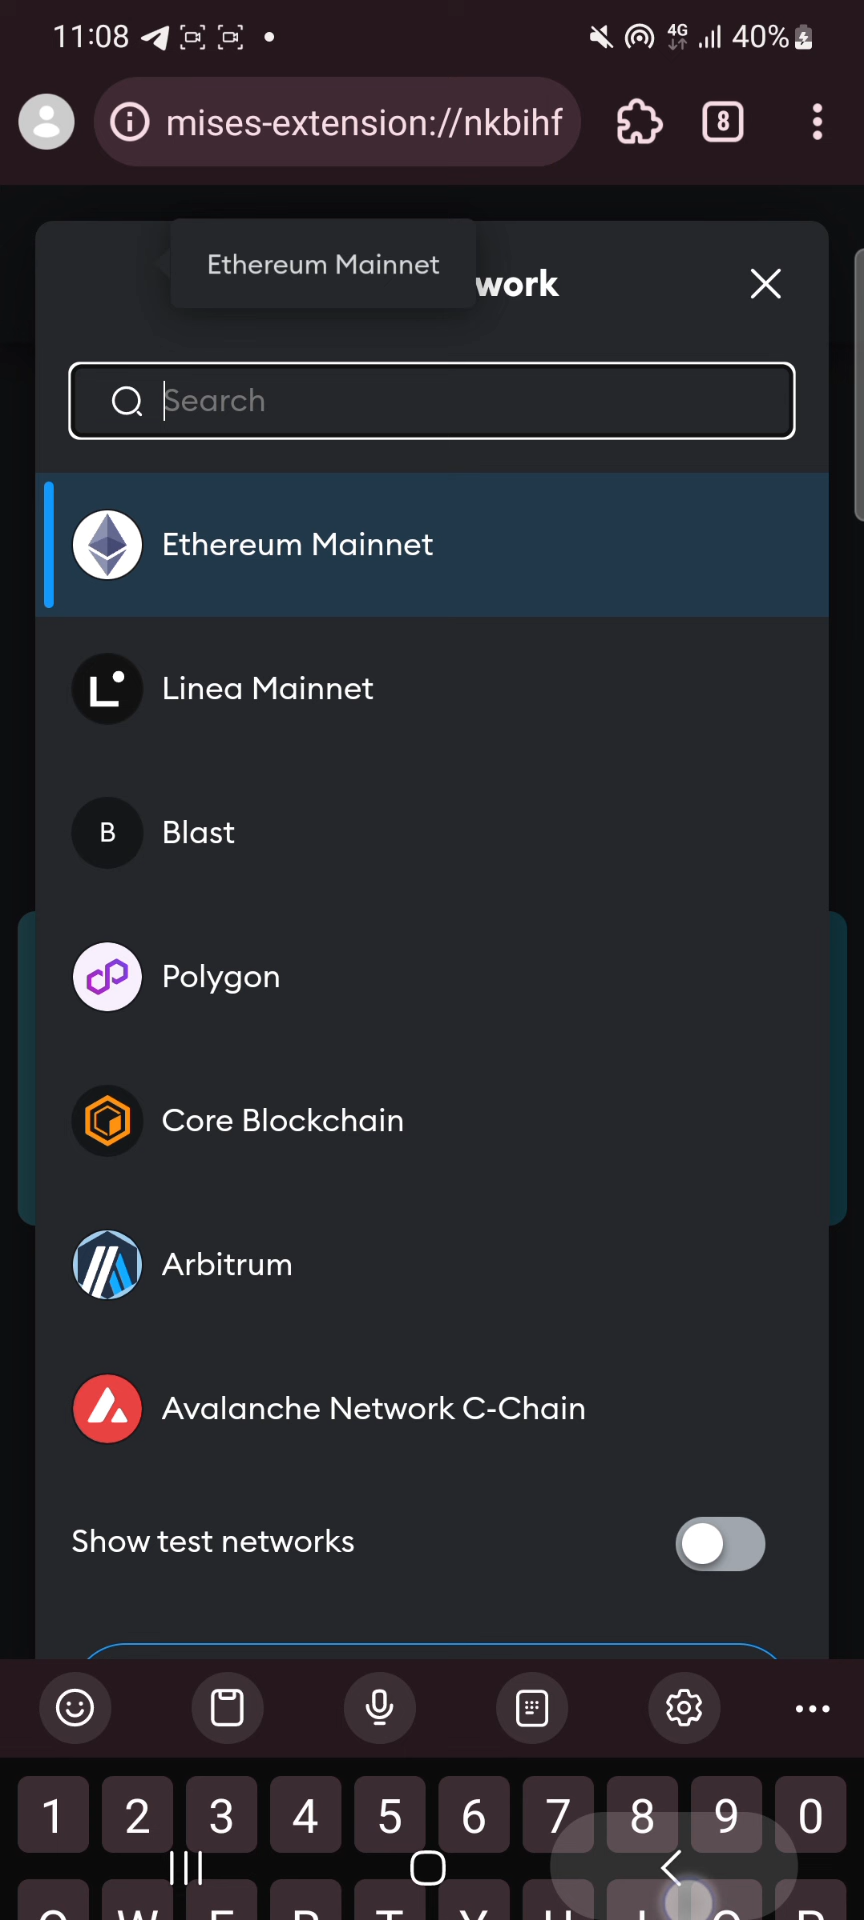 11:08
4G
40%
mises-extension://nkbihf
8
Ethereum Mainnet
work
Search
Ethereum Mainnet
Linea Mainnet
B
Blast
Polygon
Core Blockchain
Arbitrum
Avalanche Network C-Chain
Show test networks
1 2 3 4 5 6 7 8 9 0